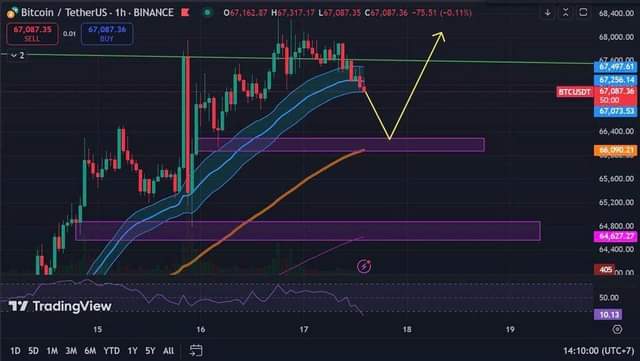 Bitcoin / TetherUS · 1h · BINANCE
O67,162.87 H67,317.17 L67,087.35 C67,087.36 -75.51 (-0.11%)
67,087.35
SELL
0.01
67,087.36
BUY
2
68,400.00
68,000.00
67,600.00
67,497.61
67,256.14
BTCUSDT
67,087.36
50:00
67,073.53
66,400.00
66,090.21
65,600.00
65,200.00
64,800.00
64,627.27
64,000.00
405
50.00
10.13
TradingView
15
16
17
18
19
1D
5D
1M
3M
6M
YTD
1Y
5Y
All
14:10:00 (UTC+7)